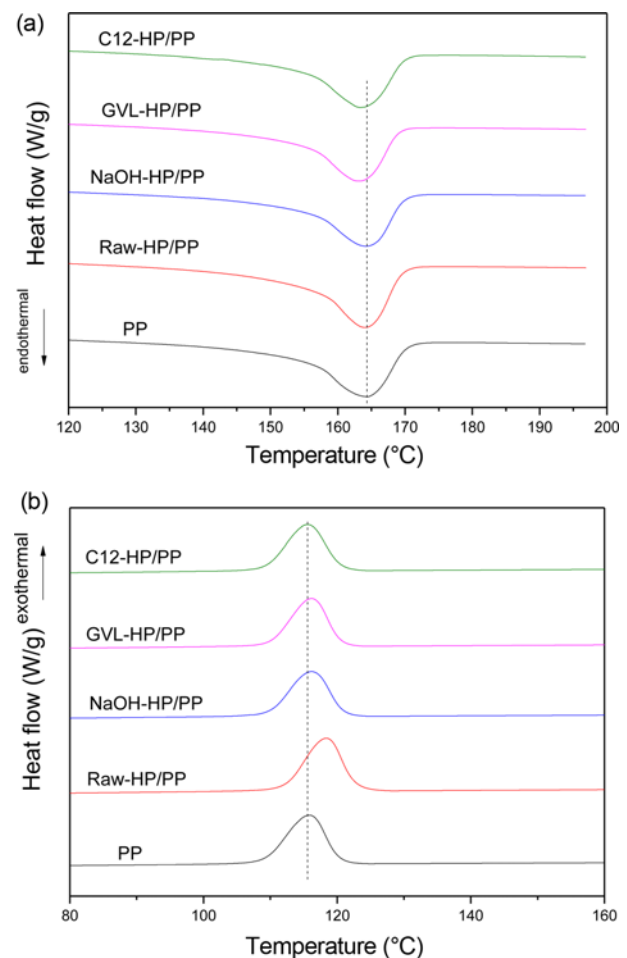 (a)
C12-HP/PP
GVL-HP/PP
NaOH-HP/PP
Raw-HP/PP
PP
Heat flow (W/g)
endothermal
120 130 140 150 160 170 180 190 200
Temperature (°C)
(b)
C12-HP/PP
GVL-HP/PP
NaOH-HP/PP
Raw-HP/PP
PP
Heat flow (W/g)
exothermal
80 100 120 140 160
Temperature (°C)